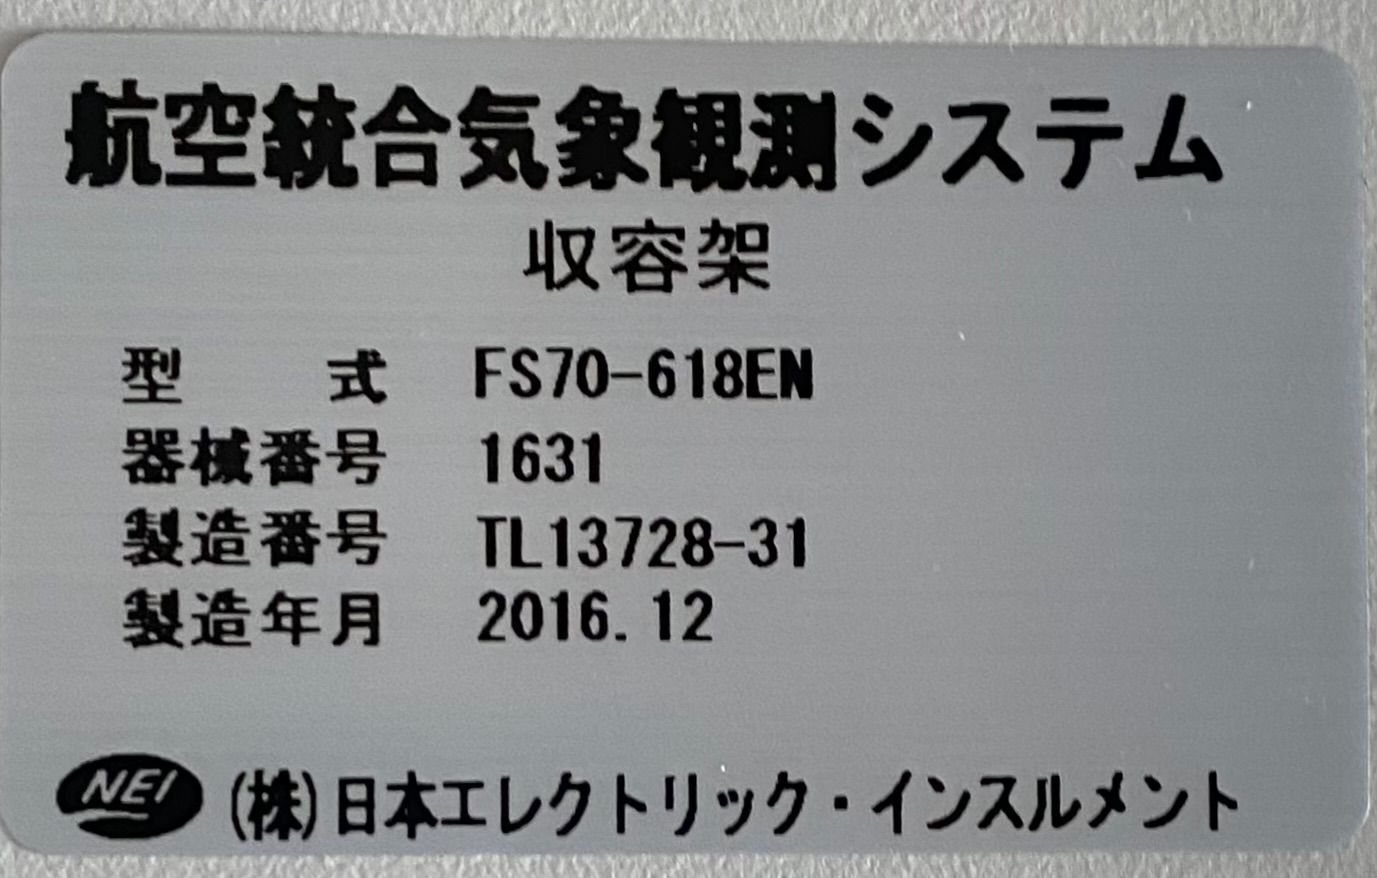 航空統合気象観測システム
収容架
型　　式　FS70-618EN
器械番号　1631
製造番号　TL13728-31
製造年月　2016.12
NEI (株)日本エレクトリック・インスルメント